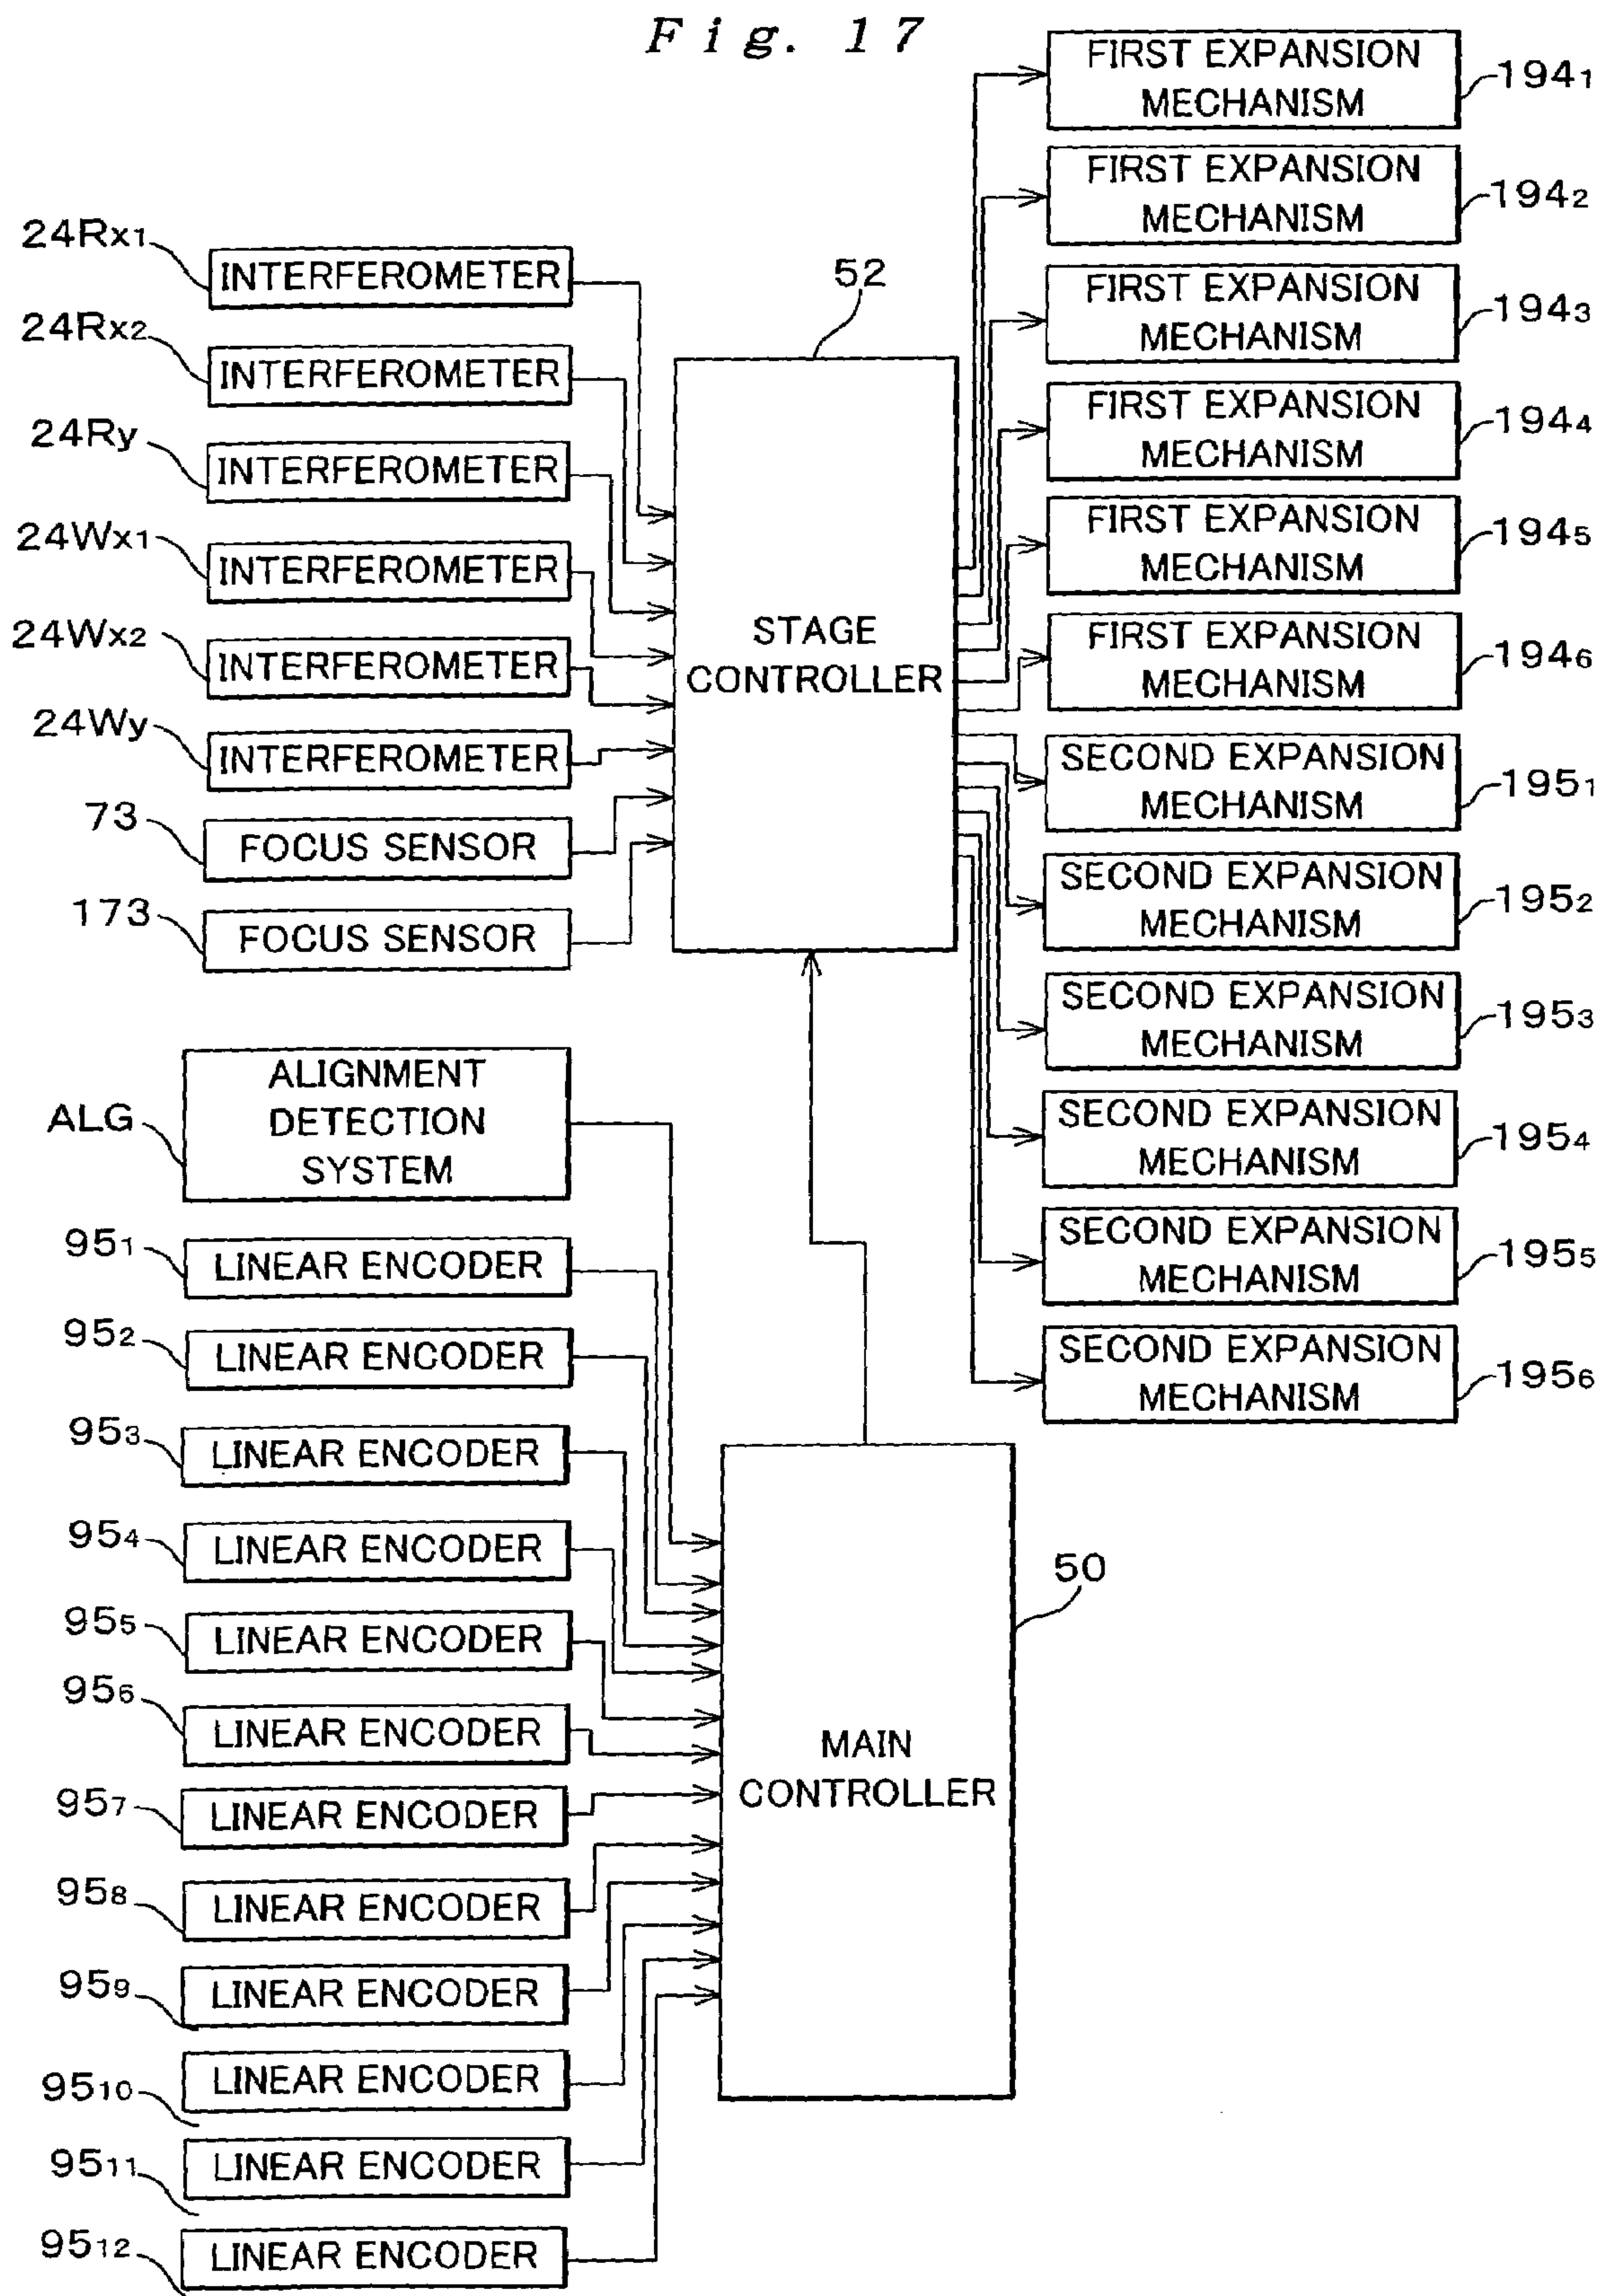 Fig. 17
FIRST EXPANSION
MECHANISM
194₁
FIRST EXPANSION
MECHANISM
194₂
FIRST EXPANSION
MECHANISM
194₃
FIRST EXPANSION
MECHANISM
194₄
FIRST EXPANSION
MECHANISM
194₅
FIRST EXPANSION
MECHANISM
194₆
SECOND EXPANSION
MECHANISM
195₁
SECOND EXPANSION
MECHANISM
195₂
SECOND EXPANSION
MECHANISM
195₃
SECOND EXPANSION
MECHANISM
195₄
SECOND EXPANSION
MECHANISM
195₅
SECOND EXPANSION
MECHANISM
195₆
52
STAGE
CONTROLLER
24Rx1
INTERFEROMETER
24Rx2
INTERFEROMETER
24Ry
INTERFEROMETER
24Wx1
INTERFEROMETER
24Wx2
INTERFEROMETER
24Wy
INTERFEROMETER
73
FOCUS SENSOR
173
FOCUS SENSOR
ALG
ALIGNMENT
DETECTION
SYSTEM
95₁
LINEAR ENCODER
95₂
LINEAR ENCODER
95₃
LINEAR ENCODER
95₄
LINEAR ENCODER
95₅
LINEAR ENCODER
95₆
LINEAR ENCODER
95₇
LINEAR ENCODER
95₈
LINEAR ENCODER
95₉
LINEAR ENCODER
95₁₀
LINEAR ENCODER
95₁₁
LINEAR ENCODER
95₁₂
LINEAR ENCODER
50
MAIN
CONTROLLER